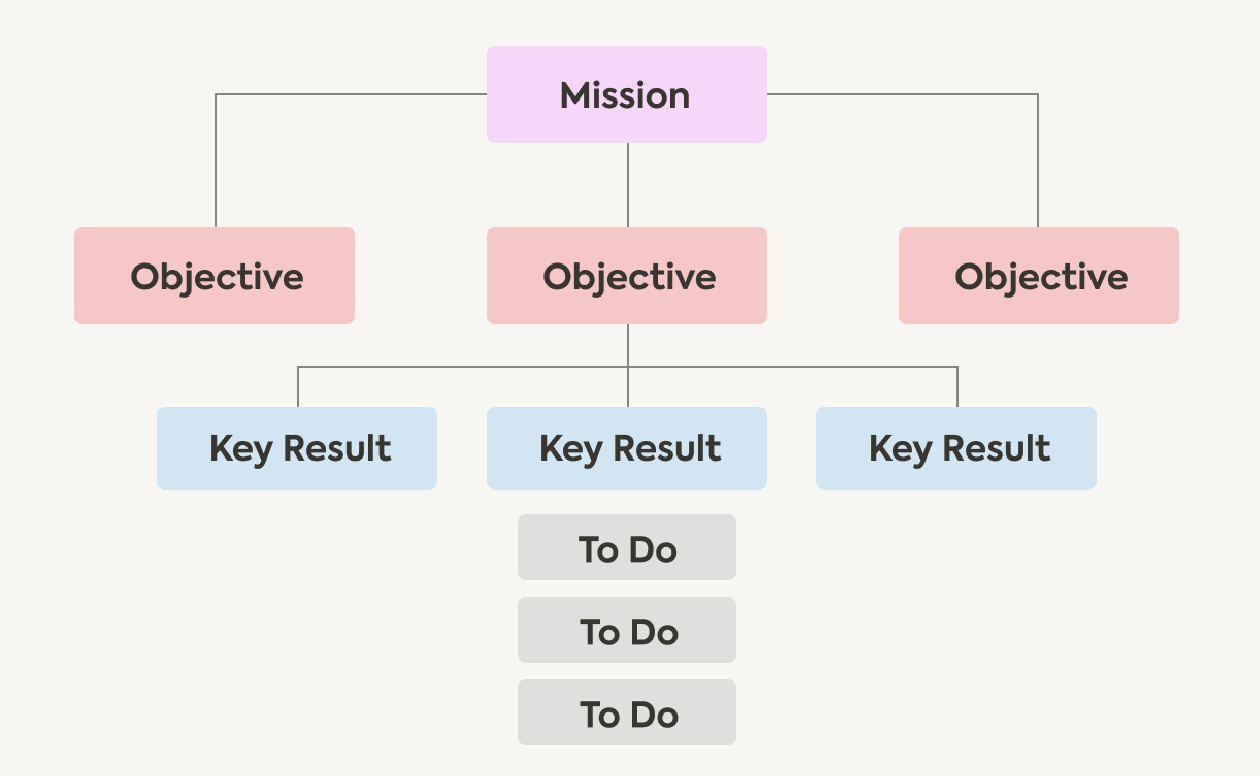 Mission
Objective
Objective
Objective
Key Result
Key Result
Key Result
To Do
To Do
To Do